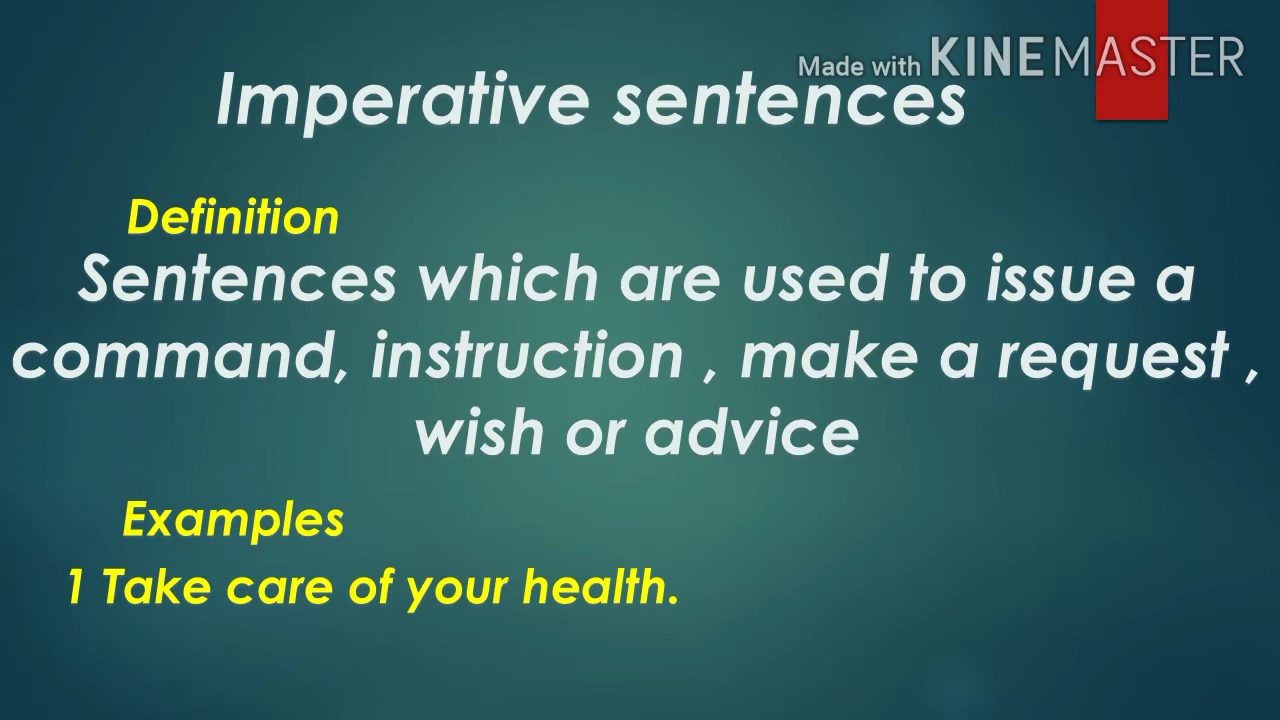 Made with KINEMASTER
Imperative sentences
Definition
Sentences which are used to issue a
command, instruction , make a request ,
wish or advice
Examples
1 Take care of your health.